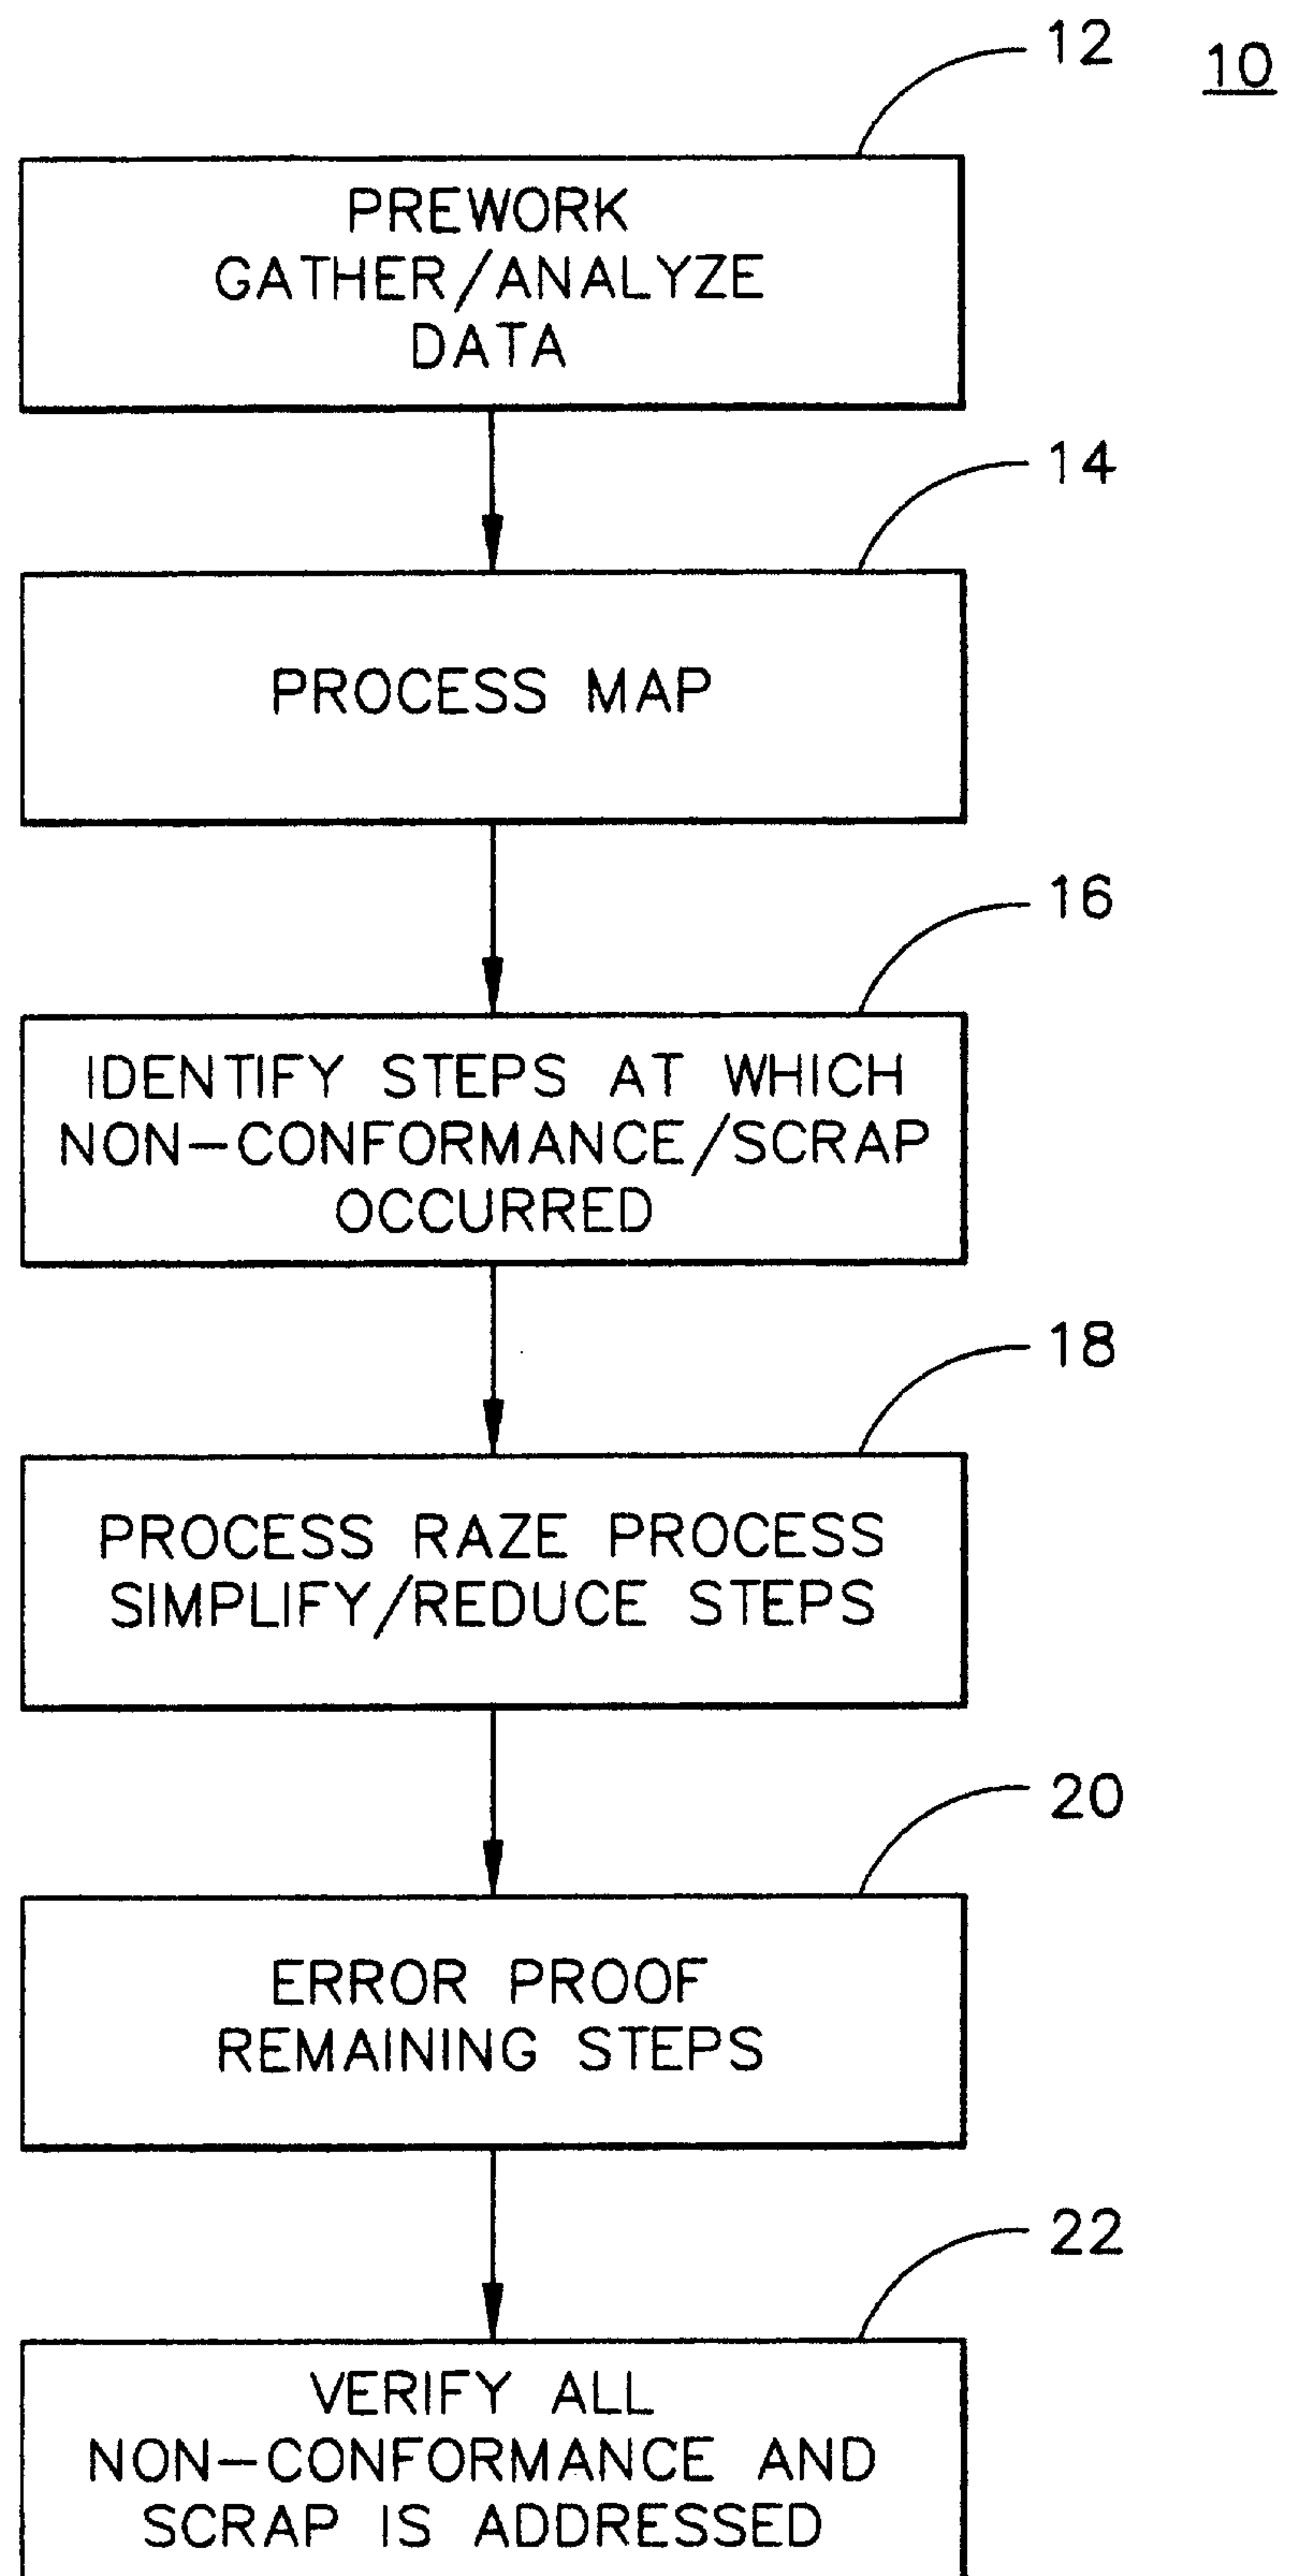 12
10
PREWORK
GATHER/ANALYZE
DATA
14
PROCESS MAP
16
IDENTIFY STEPS AT WHICH
NON-CONFORMANCE/SCRAP
OCCURRED
18
PROCESS RAZE PROCESS
SIMPLIFY/REDUCE STEPS
20
ERROR PROOF
REMAINING STEPS
22
VERIFY ALL
NON-CONFORMANCE AND
SCRAP IS ADDRESSED